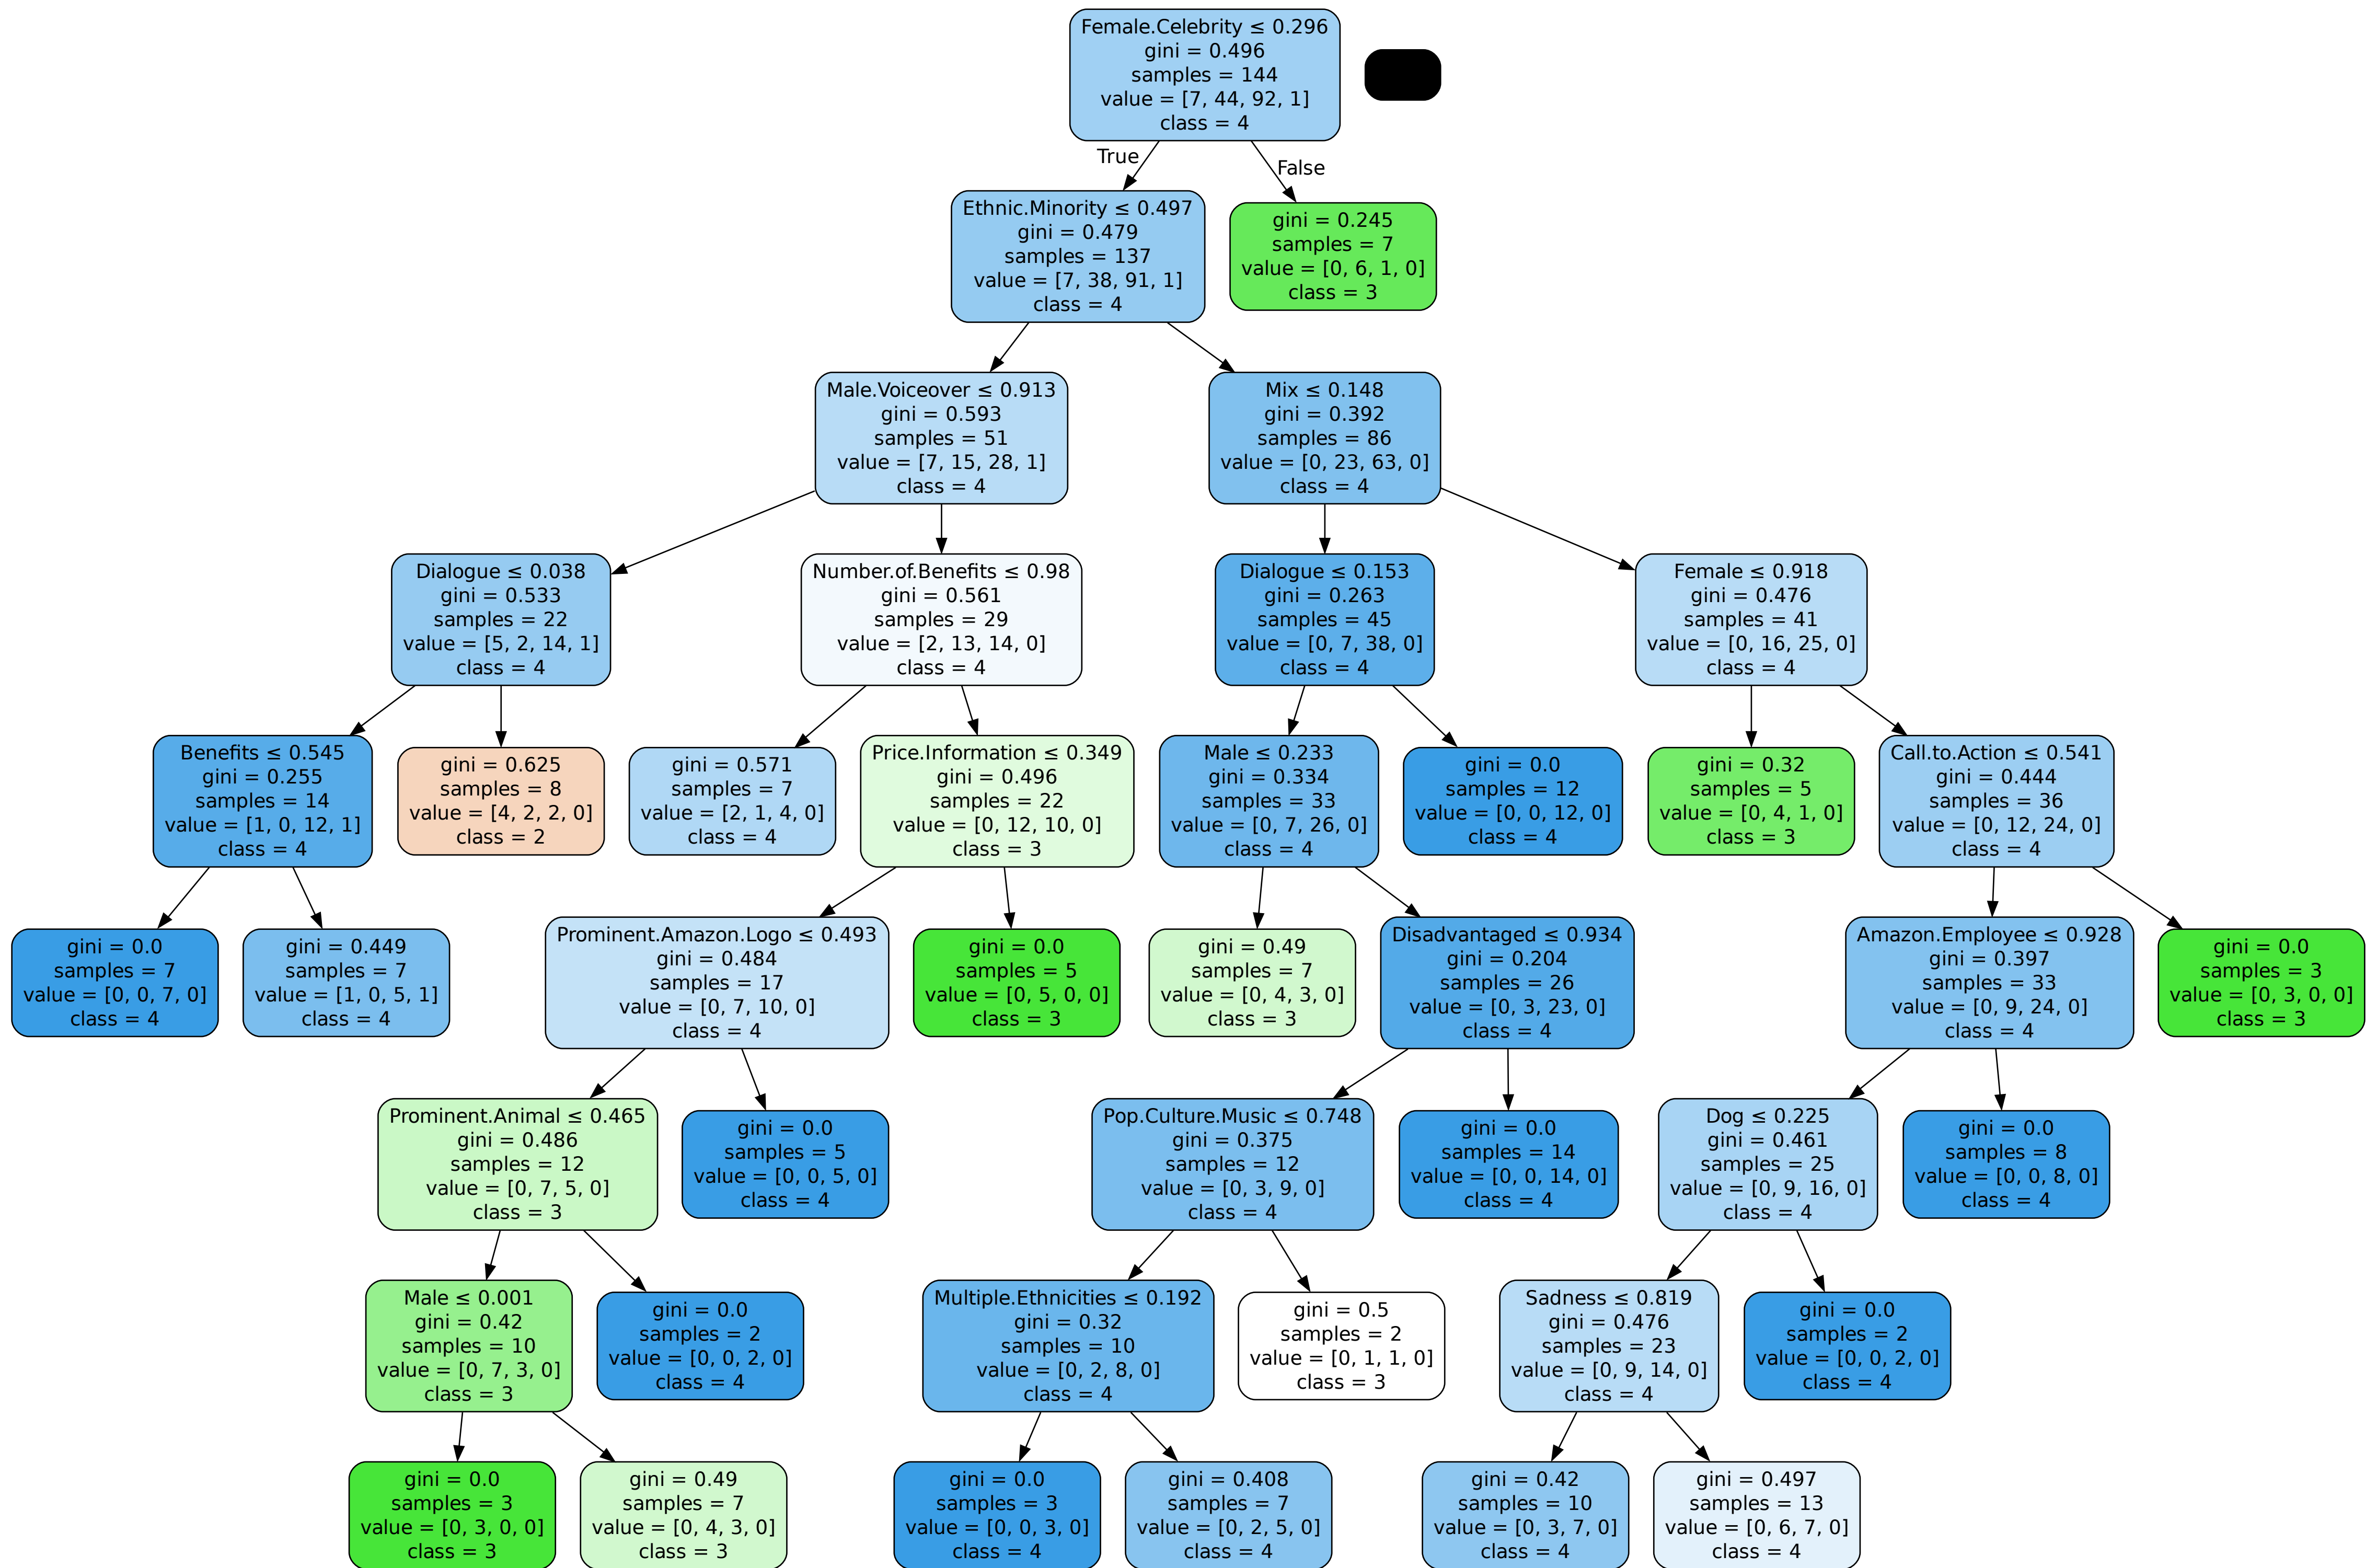 Female.Celebrity ≤ 0.296
gini = 0.496
samples = 144
value = [7, 44, 92, 1]
class = 4
True
False
Ethnic.Minority ≤ 0.497
gini = 0.479
samples = 137
value = [7, 38, 91, 1]
class = 4
gini = 0.245
samples = 7
value = [0, 6, 1, 0]
class = 3
Male.Voiceover ≤ 0.913
gini = 0.593
samples = 51
value = [7, 15, 28, 1]
class = 4
Mix ≤ 0.148
gini = 0.392
samples = 86
value = [0, 23, 63, 0]
class = 4
Dialogue ≤ 0.038
gini = 0.533
samples = 22
value = [5, 2, 14, 1]
class = 4
Number.of.Benefits ≤ 0.98
gini = 0.561
samples = 29
value = [2, 13, 14, 0]
class = 4
Dialogue ≤ 0.153
gini = 0.263
samples = 45
value = [0, 7, 38, 0]
class = 4
Female ≤ 0.918
gini = 0.476
samples = 41
value = [0, 16, 25, 0]
class = 4
Benefits ≤ 0.545
gini = 0.255
samples = 14
value = [1, 0, 12, 1]
class = 4
gini = 0.625
samples = 8
value = [4, 2, 2, 0]
class = 2
gini = 0.571
samples = 7
value = [2, 1, 4, 0]
class = 4
Price.Information ≤ 0.349
gini = 0.496
samples = 22
value = [0, 12, 10, 0]
class = 3
Male ≤ 0.233
gini = 0.334
samples = 33
value = [0, 7, 26, 0]
class = 4
gini = 0.0
samples = 12
value = [0, 0, 12, 0]
class = 4
gini = 0.32
samples = 5
value = [0, 4, 1, 0]
class = 3
Call.to.Action ≤ 0.541
gini = 0.444
samples = 36
value = [0, 12, 24, 0]
class = 4
gini = 0.0
samples = 7
value = [0, 0, 7, 0]
class = 4
gini = 0.449
samples = 7
value = [1, 0, 5, 1]
class = 4
Prominent.Amazon.Logo ≤ 0.493
gini = 0.484
samples = 17
value = [0, 7, 10, 0]
class = 4
gini = 0.0
samples = 5
value = [0, 5, 0, 0]
class = 3
gini = 0.49
samples = 7
value = [0, 4, 3, 0]
class = 3
Disadvantaged ≤ 0.934
gini = 0.204
samples = 26
value = [0, 3, 23, 0]
class = 4
Amazon.Employee ≤ 0.928
gini = 0.397
samples = 33
value = [0, 9, 24, 0]
class = 4
gini = 0.0
samples = 3
value = [0, 3, 0, 0]
class = 3
Prominent.Animal ≤ 0.465
gini = 0.486
samples = 12
value = [0, 7, 5, 0]
class = 3
gini = 0.0
samples = 5
value = [0, 0, 5, 0]
class = 4
Pop.Culture.Music ≤ 0.748
gini = 0.375
samples = 12
value = [0, 3, 9, 0]
class = 4
gini = 0.0
samples = 14
value = [0, 0, 14, 0]
class = 4
Dog ≤ 0.225
gini = 0.461
samples = 25
value = [0, 9, 16, 0]
class = 4
gini = 0.0
samples = 8
value = [0, 0, 8, 0]
class = 4
Male ≤ 0.001
gini = 0.42
samples = 10
value = [0, 7, 3, 0]
class = 3
gini = 0.0
samples = 2
value = [0, 0, 2, 0]
class = 4
Multiple.Ethnicities ≤ 0.192
gini = 0.32
samples = 10
value = [0, 2, 8, 0]
class = 4
gini = 0.5
samples = 2
value = [0, 1, 1, 0]
class = 3
Sadness ≤ 0.819
gini = 0.476
samples = 23
value = [0, 9, 14, 0]
class = 4
gini = 0.0
samples = 2
value = [0, 0, 2, 0]
class = 4
gini = 0.0
samples = 3
value = [0, 3, 0, 0]
class = 3
gini = 0.49
samples = 7
value = [0, 4, 3, 0]
class = 3
gini = 0.0
samples = 3
value = [0, 0, 3, 0]
class = 4
gini = 0.408
samples = 7
value = [0, 2, 5, 0]
class = 4
gini = 0.42
samples = 10
value = [0, 3, 7, 0]
class = 4
gini = 0.497
samples = 13
value = [0, 6, 7, 0]
class = 4